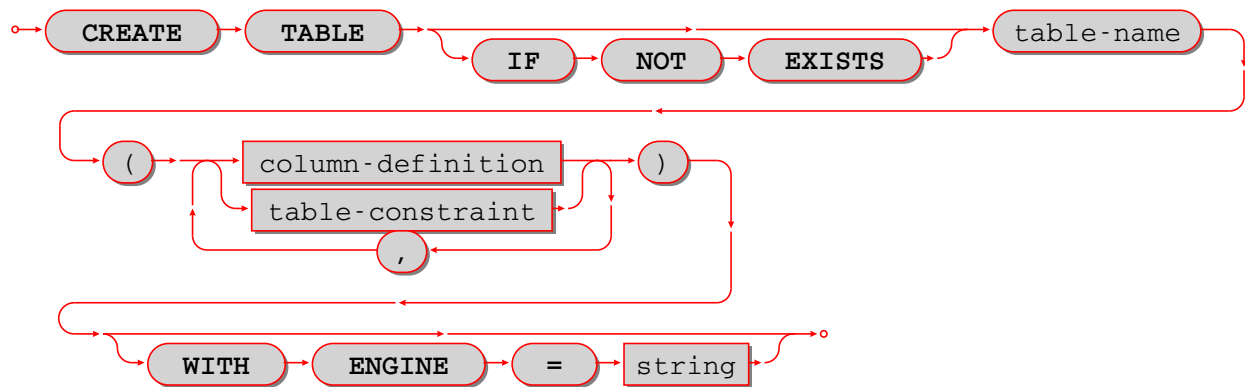 CREATE TABLE table-name
IF NOT EXISTS
( column-definition )
table-constraint
,
WITH ENGINE = string